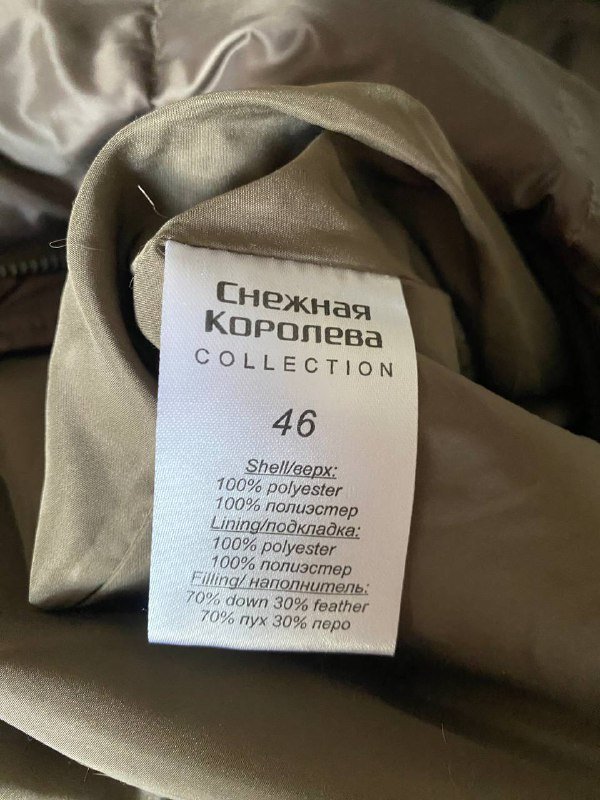 Снежная
Королева
COLLECTION
46
Shell/верх:
100% polyester
100% полиэстер
Lining/подкладка:
100% polyester
100% полиэстер
Filling/ наполнитель:
70% down 30% feather
70% пух 30% перо